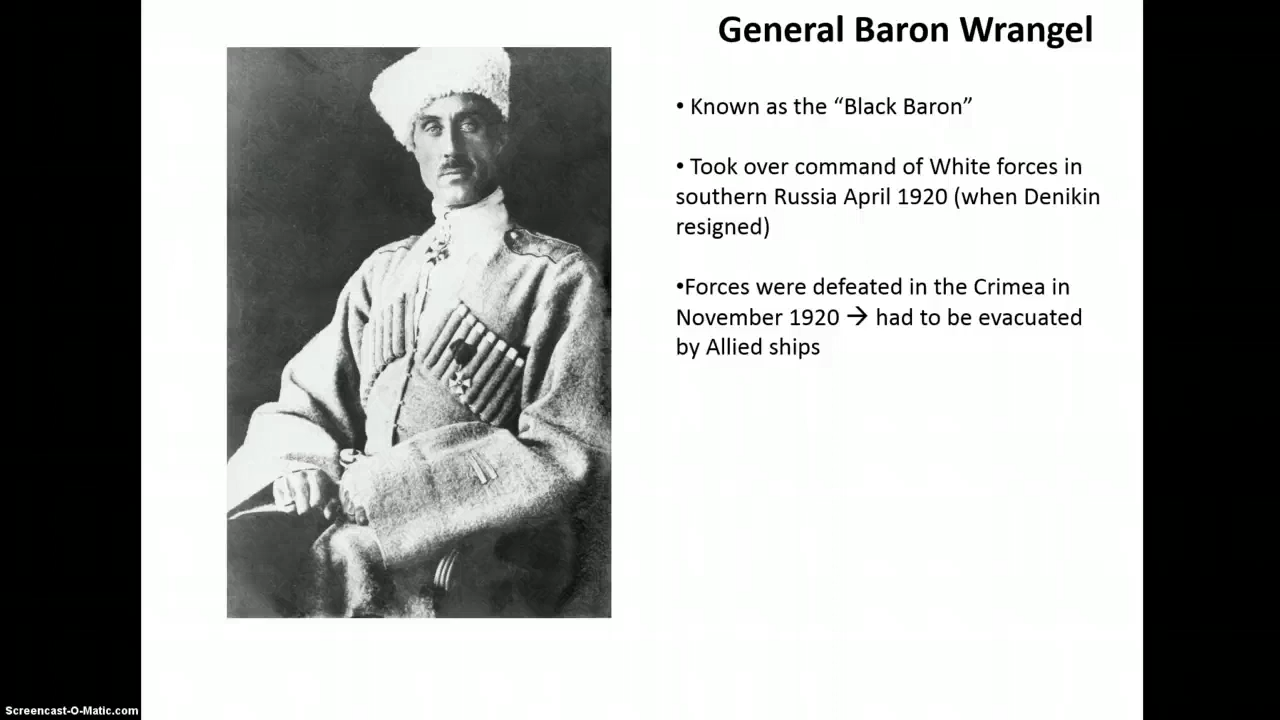 General Baron Wrangel
• Known as the “Black Baron”
• Took over command of White forces in
southern Russia April 1920 (when Denikin
resigned)
•Forces were defeated in the Crimea in
November 1920 → had to be evacuated
by Allied ships
Screencast-O-Matic.com